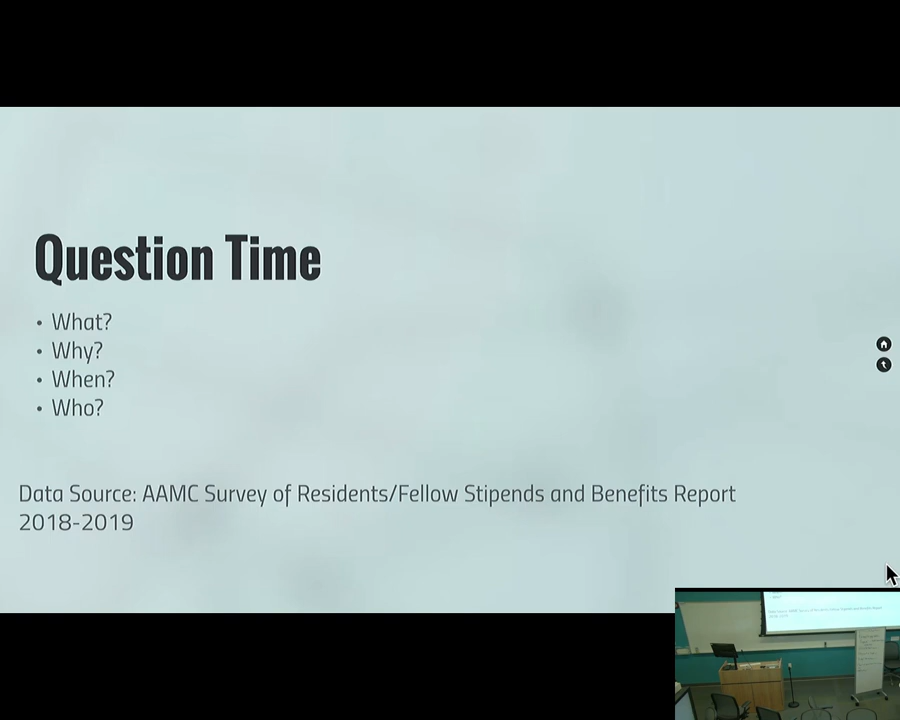 Question Time
• What?
• Why?
• When?
• Who?
Data Source: AAMC Survey of Residents/Fellow Stipends and Benefits Report
2018-2019